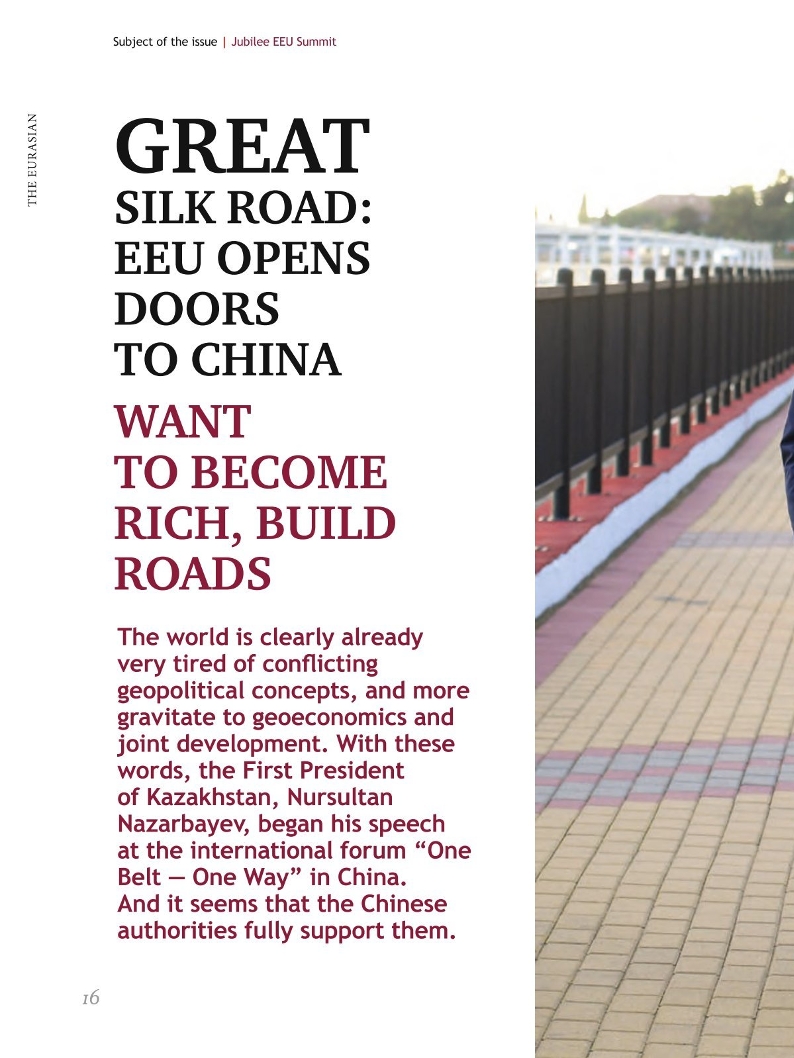 Subject of the issue | Jubilee EEU Summit
THE EURASIAN
GREAT
SILK ROAD:
EEU OPENS
DOORS
TO CHINA
WANT
TO BECOME
RICH, BUILD
ROADS
The world is clearly already
very tired of conflicting
geopolitical concepts, and more
gravitate to geoeconomics and
joint development. With these
words, the First President
of Kazakhstan, Nursultan
Nazarbayev, began his speech
at the international forum “One
Belt — One Way” in China.
And it seems that the Chinese
authorities fully support them.
16